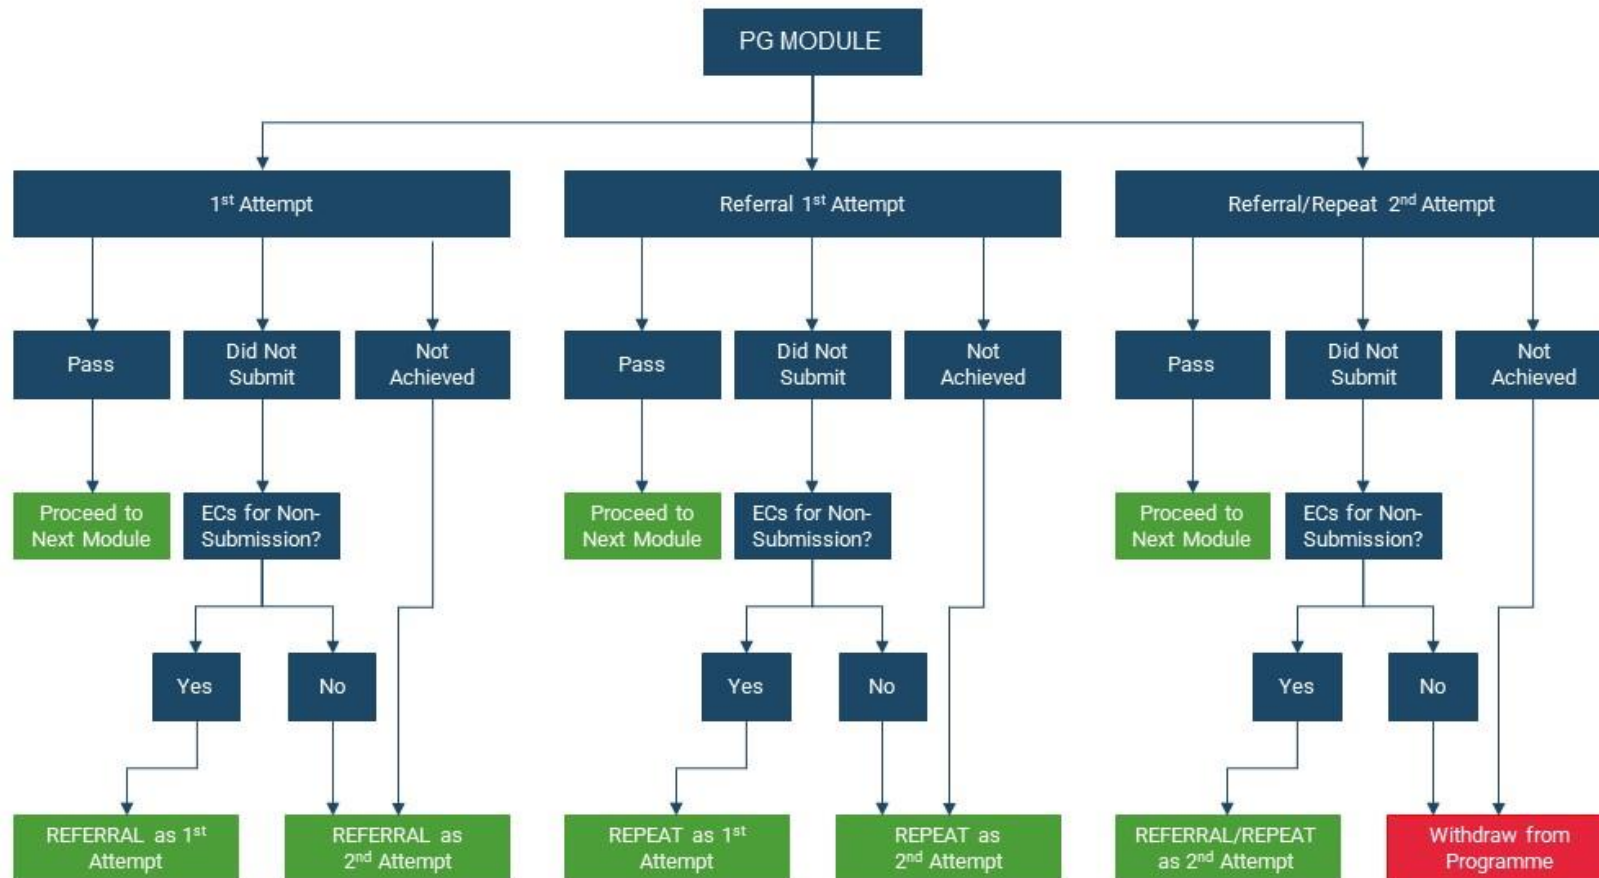 PG MODULE
1st Attempt
Referral 1st Attempt
Referral/Repeat 2nd Attempt
Pass
Did Not
Submit
Not
Achieved
Pass
Did Not
Submit
Not
Achieved
Pass
Did Not
Submit
Not
Achieved
Proceed to
Next Module
ECs for Non-
Submission?
Proceed to
Next Module
ECs for Non-
Submission?
Proceed to
Next Module
ECs for Non-
Submission?
Yes
No
Yes
No
Yes
No
REFERRAL as 1st
Attempt
REFERRAL as
2nd Attempt
REPEAT as 1st
Attempt
REPEAT as
2nd Attempt
REFERRAL/REPEAT
as 2nd Attempt
Withdraw from
Programme